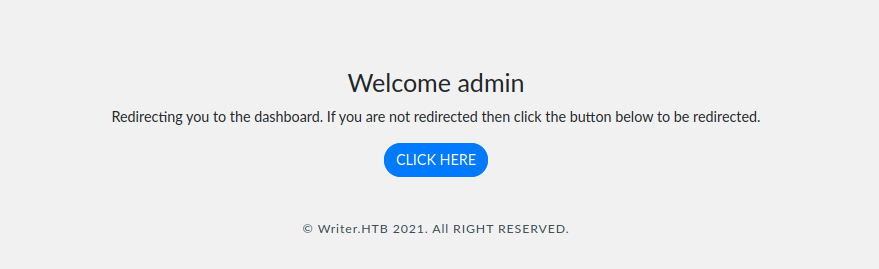 Welcome admin
Redirecting you to the dashboard. If you are not redirected then click the button below to be redirected.
CLICK HERE
© Writer.HTB 2021. All RIGHT RESERVED.